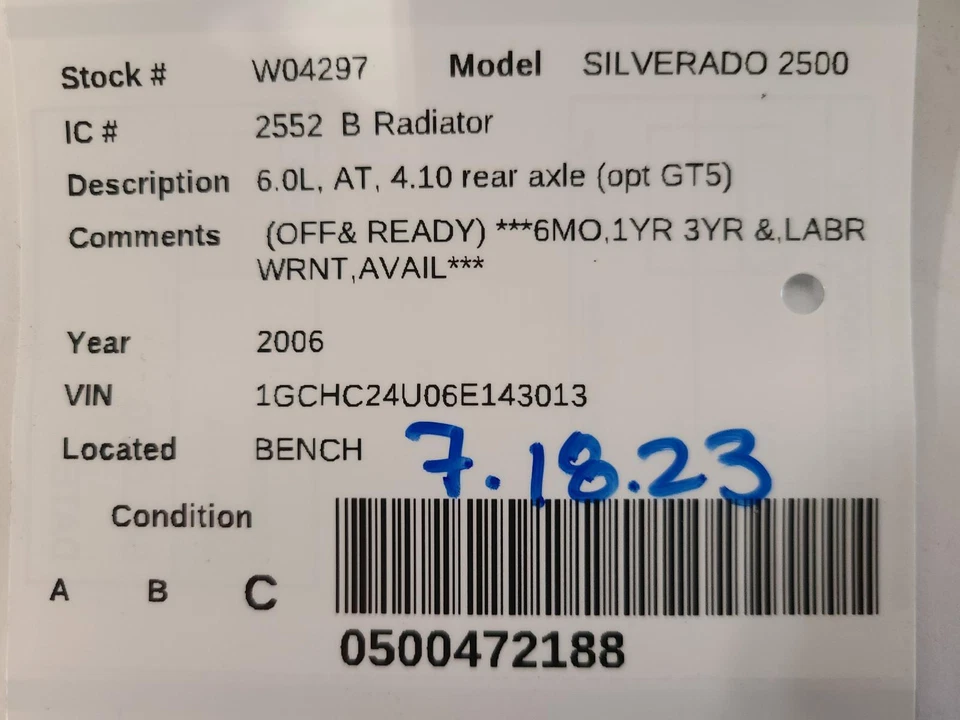 Stock # W04297 Model SILVERADO 2500
IC # 2552 B Radiator
Description 6.0L, AT, 4.10 rear axle (opt GT5)
Comments (OFF& READY) ***6MO,1YR 3YR &,LABR
WRNT,AVAIL***
Year 2006
VIN 1GCHC24U06E143013
Located BENCH 7.18.23
Condition
A B C
0500472188